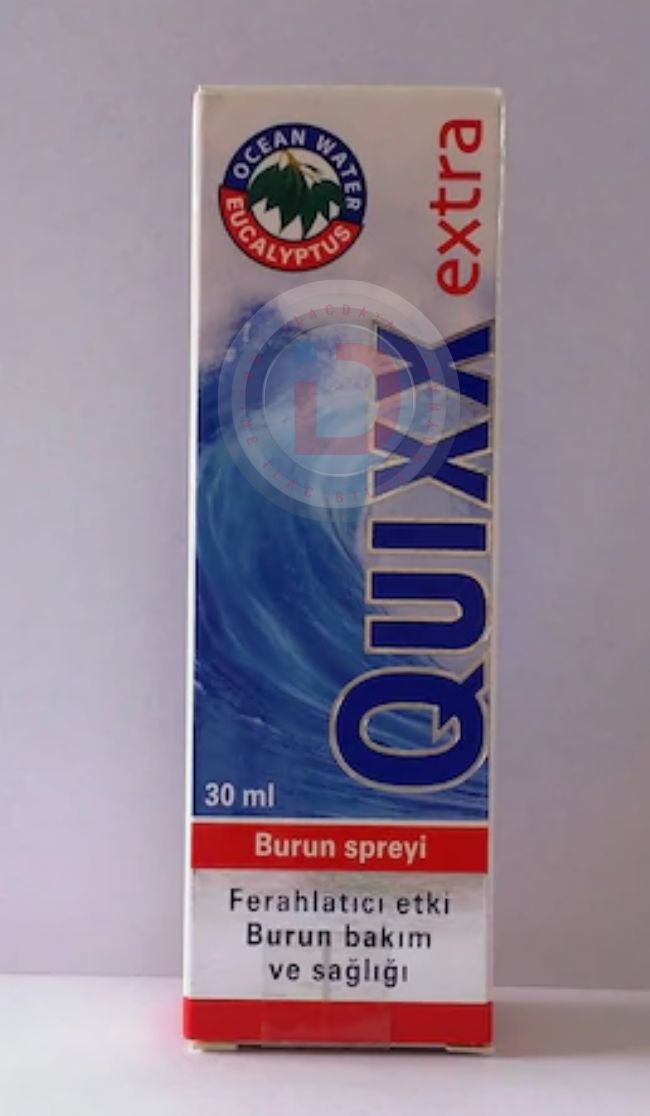 OCEAN WATER
EUCALYPTUS
extra
QUIXX
30 ml
Burun spreyi
Ferahlatıcı etki
Burun bakım
ve sağlığı